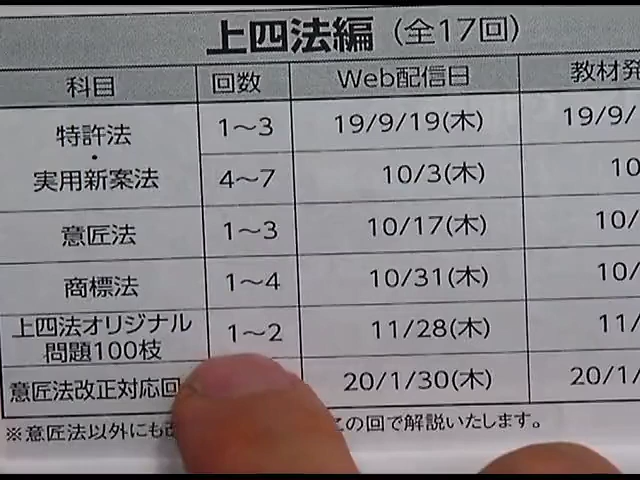 上四法編（全17回）
科目 回数 Web配信日 教材発
特許法・実用新案法 1～3 19/9/19(木) 19/9/
4～7 10/3(木) 10
意匠法 1～3 10/17(木) 10/
商標法 1～4 10/31(木) 10/
上四法オリジナル
問題100枝 1～2 11/28(木) 11/
意匠法改正対応回 20/1/30(木) 20/1/
※意匠法以外にも改 この回で解説いたします。